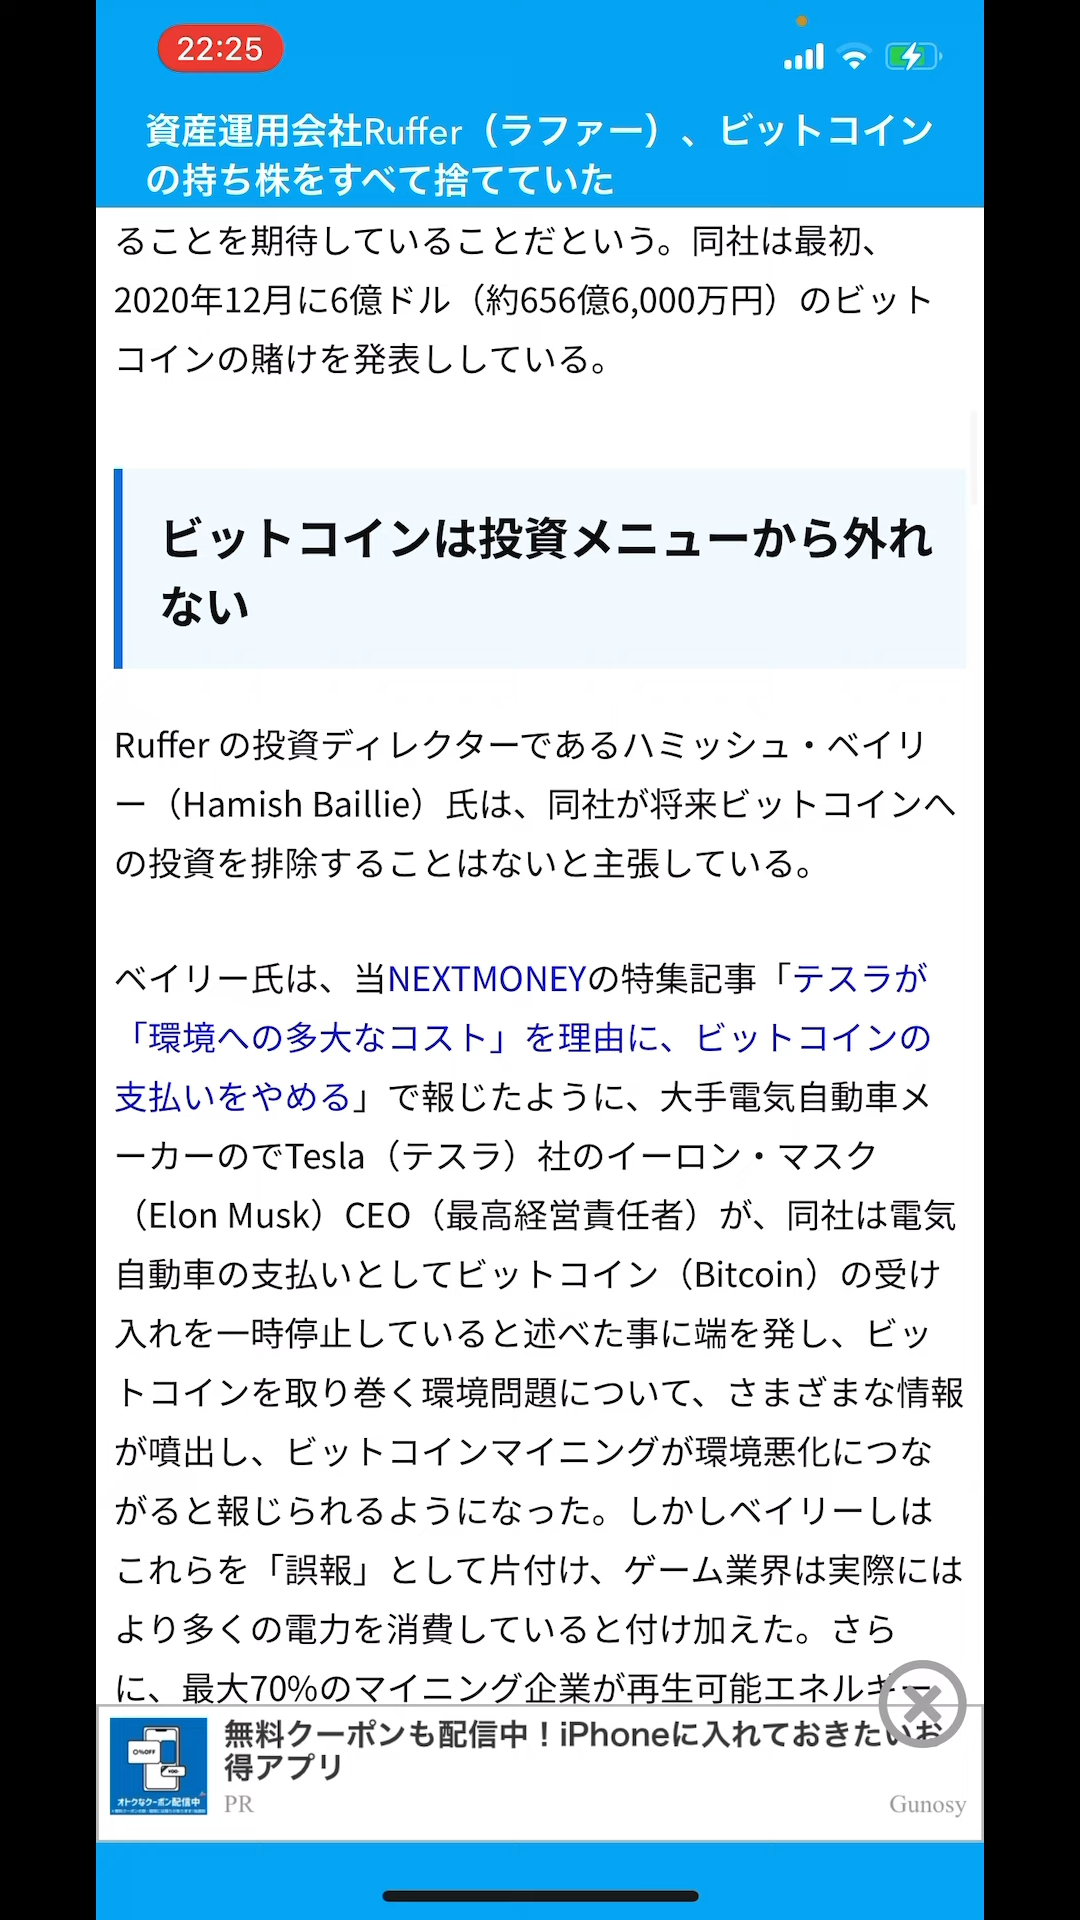 22:25
資産運用会社Ruffer（ラファー）、ビットコイン
の持ち株をすべて捨てていた
ることを期待していることだという。同社は最初、
2020年12月に6億ドル（約656億6,000万円）のビット
コインの賭けを発表ししている。
ビットコインは投資メニューから外れ
ない
Ruffer の投資ディレクターであるハミッシュ・ベイリ
ー（Hamish Baillie）氏は、同社が将来ビットコインへ
の投資を排除することはないと主張している。
ベイリー氏は、当NEXTMONEYの特集記事「テスラが
「環境への多大なコスト」を理由に、ビットコインの
支払いをやめる」で報じたように、大手電気自動車メ
ーカーのでTesla（テスラ）社のイーロン・マスク
（Elon Musk）CEO（最高経営責任者）が、同社は電気
自動車の支払いとしてビットコイン（Bitcoin）の受け
入れを一時停止していると述べた事に端を発し、ビッ
トコインを取り巻く環境問題について、さまざまな情報
が噴出し、ビットコインマイニングが環境悪化につな
がると報じられるようになった。しかしベイリーしは
これらを「誤報」として片付け、ゲーム業界は実際には
より多くの電力を消費していると付け加えた。さら
に、最大70%のマイニング企業が再生可能エネルギー
無料クーポンも配信中！iPhoneに入れておきたいお
得アプリ
オトクなクーポン配信中
PR
Gunosy